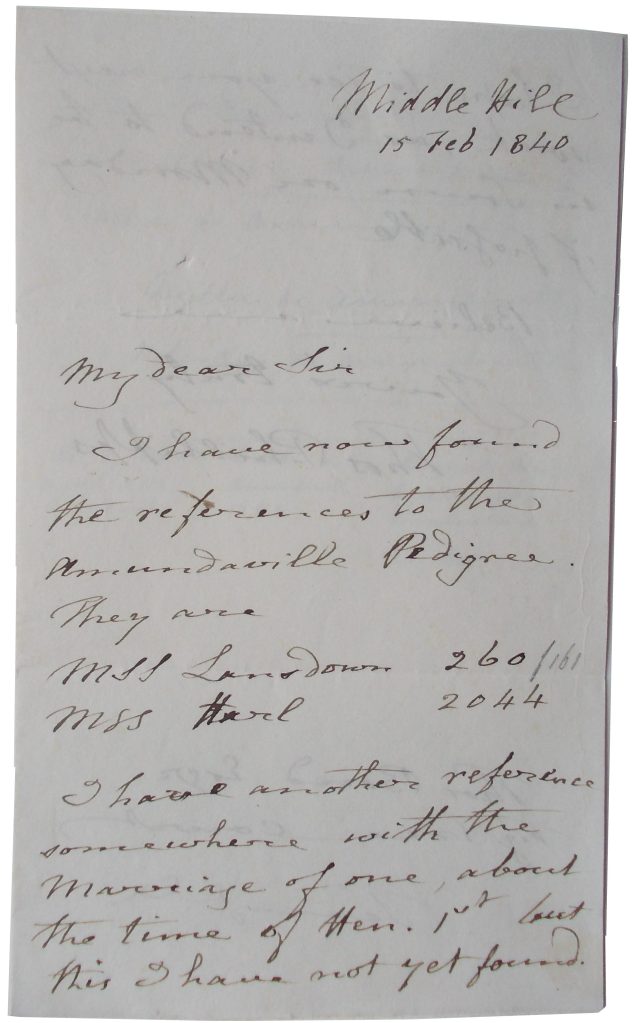 Middle Hill
15 Feb 1840
My dear Sir
I have now found
the references to the
Amundaville Pedigree.
They are
MSS Lansdown 260 /161
MSS Harl 2044
I have another reference
somewhere with the
Marriage of one, about
the time of Hen. 1st but
this I have not yet found.